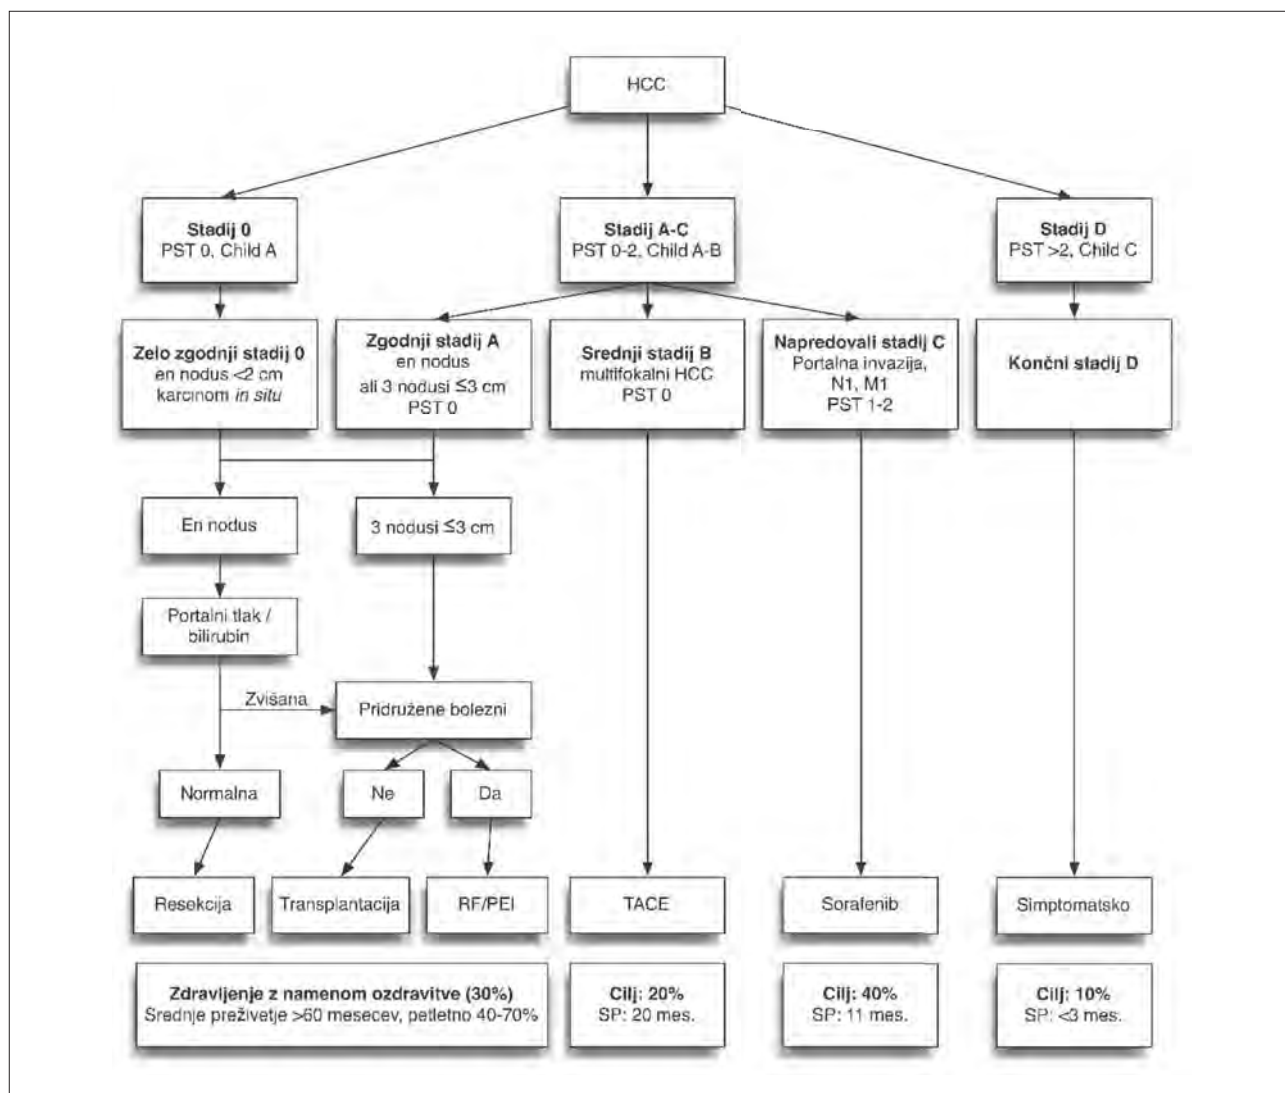 HCC
Stadij 0
PST 0, Child A
Stadij A-C
PST 0-2, Child A-B
Stadij D
PST >2, Child C
Zelo zgodnji stadij 0
en nodus <2 cm
karcinom in situ
Zgodnji stadij A
en nodus
ali 3 nodusi ≤3 cm
PST 0
Srednji stadij B
multifokalni HCC
PST 0
Napredovali stadij C
Portalna invazija,
N1, M1
PST 1-2
Končni stadij D
En nodus
3 nodusi ≤3 cm
Portalni tlak /
bilirubin
Zvišana
Pridružene bolezni
Normalna
Ne
Da
Resekcija
Transplantacija
RF/PEI
TACE
Sorafenib
Simptomatsko
Zdravljenje z namenom ozdravitve (30%)
Srednje preživetje >60 mesecev, petletno 40-70%
Cilj: 20%
SP: 20 mes.
Cilj: 40%
SP: 11 mes.
Cilj: 10%
SP: <3 mes.